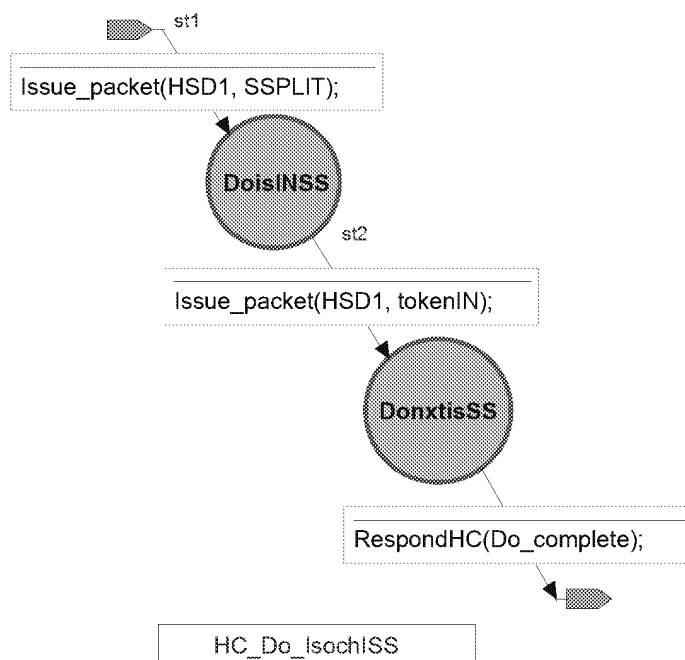 st1
Issue_packet(HSD1, SSPLIT);
DoisINSS
st2
Issue_packet(HSD1, tokenIN);
DonxtisSS
RespondHC(Do_complete);
HC_Do_IsochISS